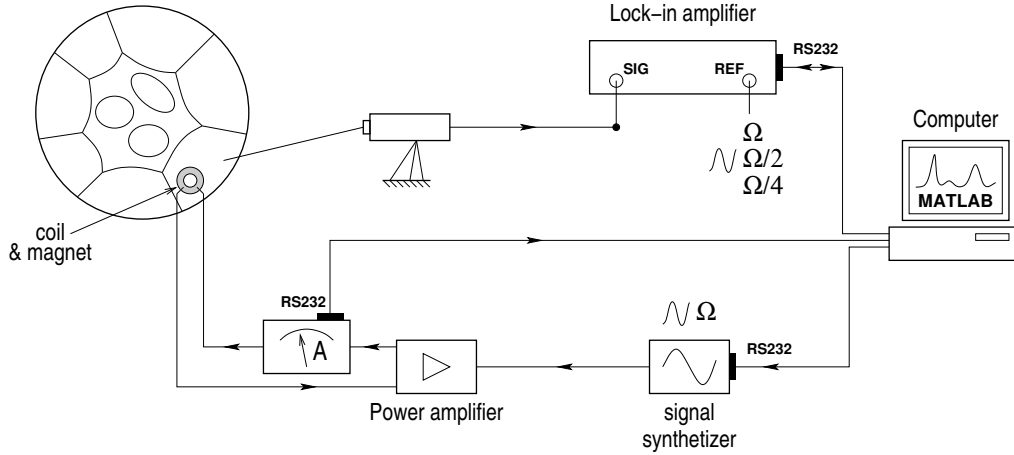 Lock-in amplifier
SIG
REF
RS232
Ω
Ω/2
Ω/4
Computer
MATLAB
coil
& magnet
RS232
A
Power amplifier
Ω
RS232
signal
synthetizer